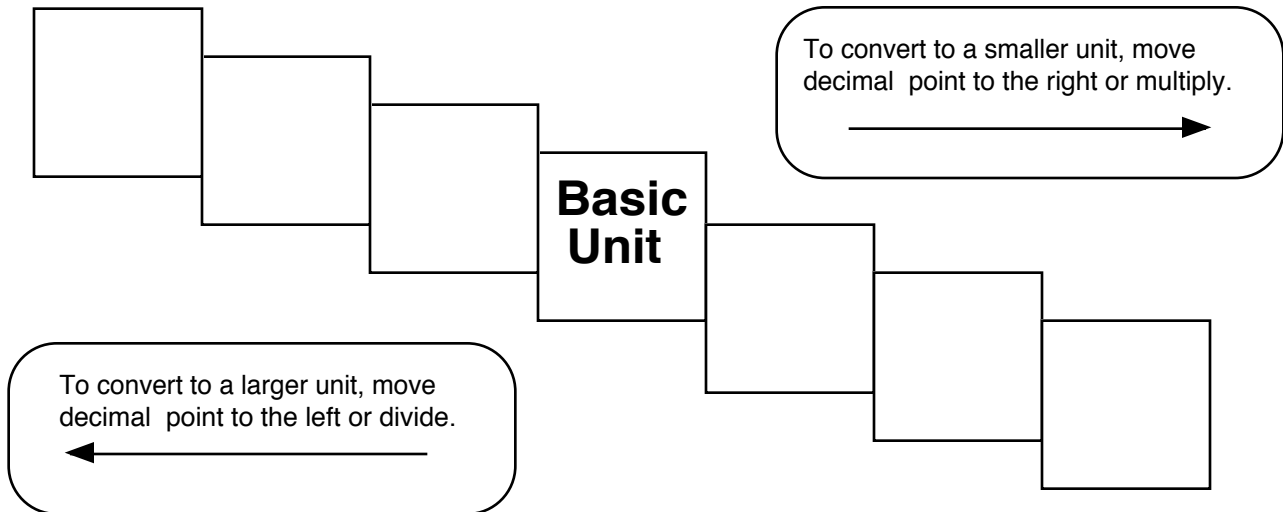 To convert to a smaller unit, move
decimal point to the right or multiply.
Basic
Unit
To convert to a larger unit, move
decimal point to the left or divide.